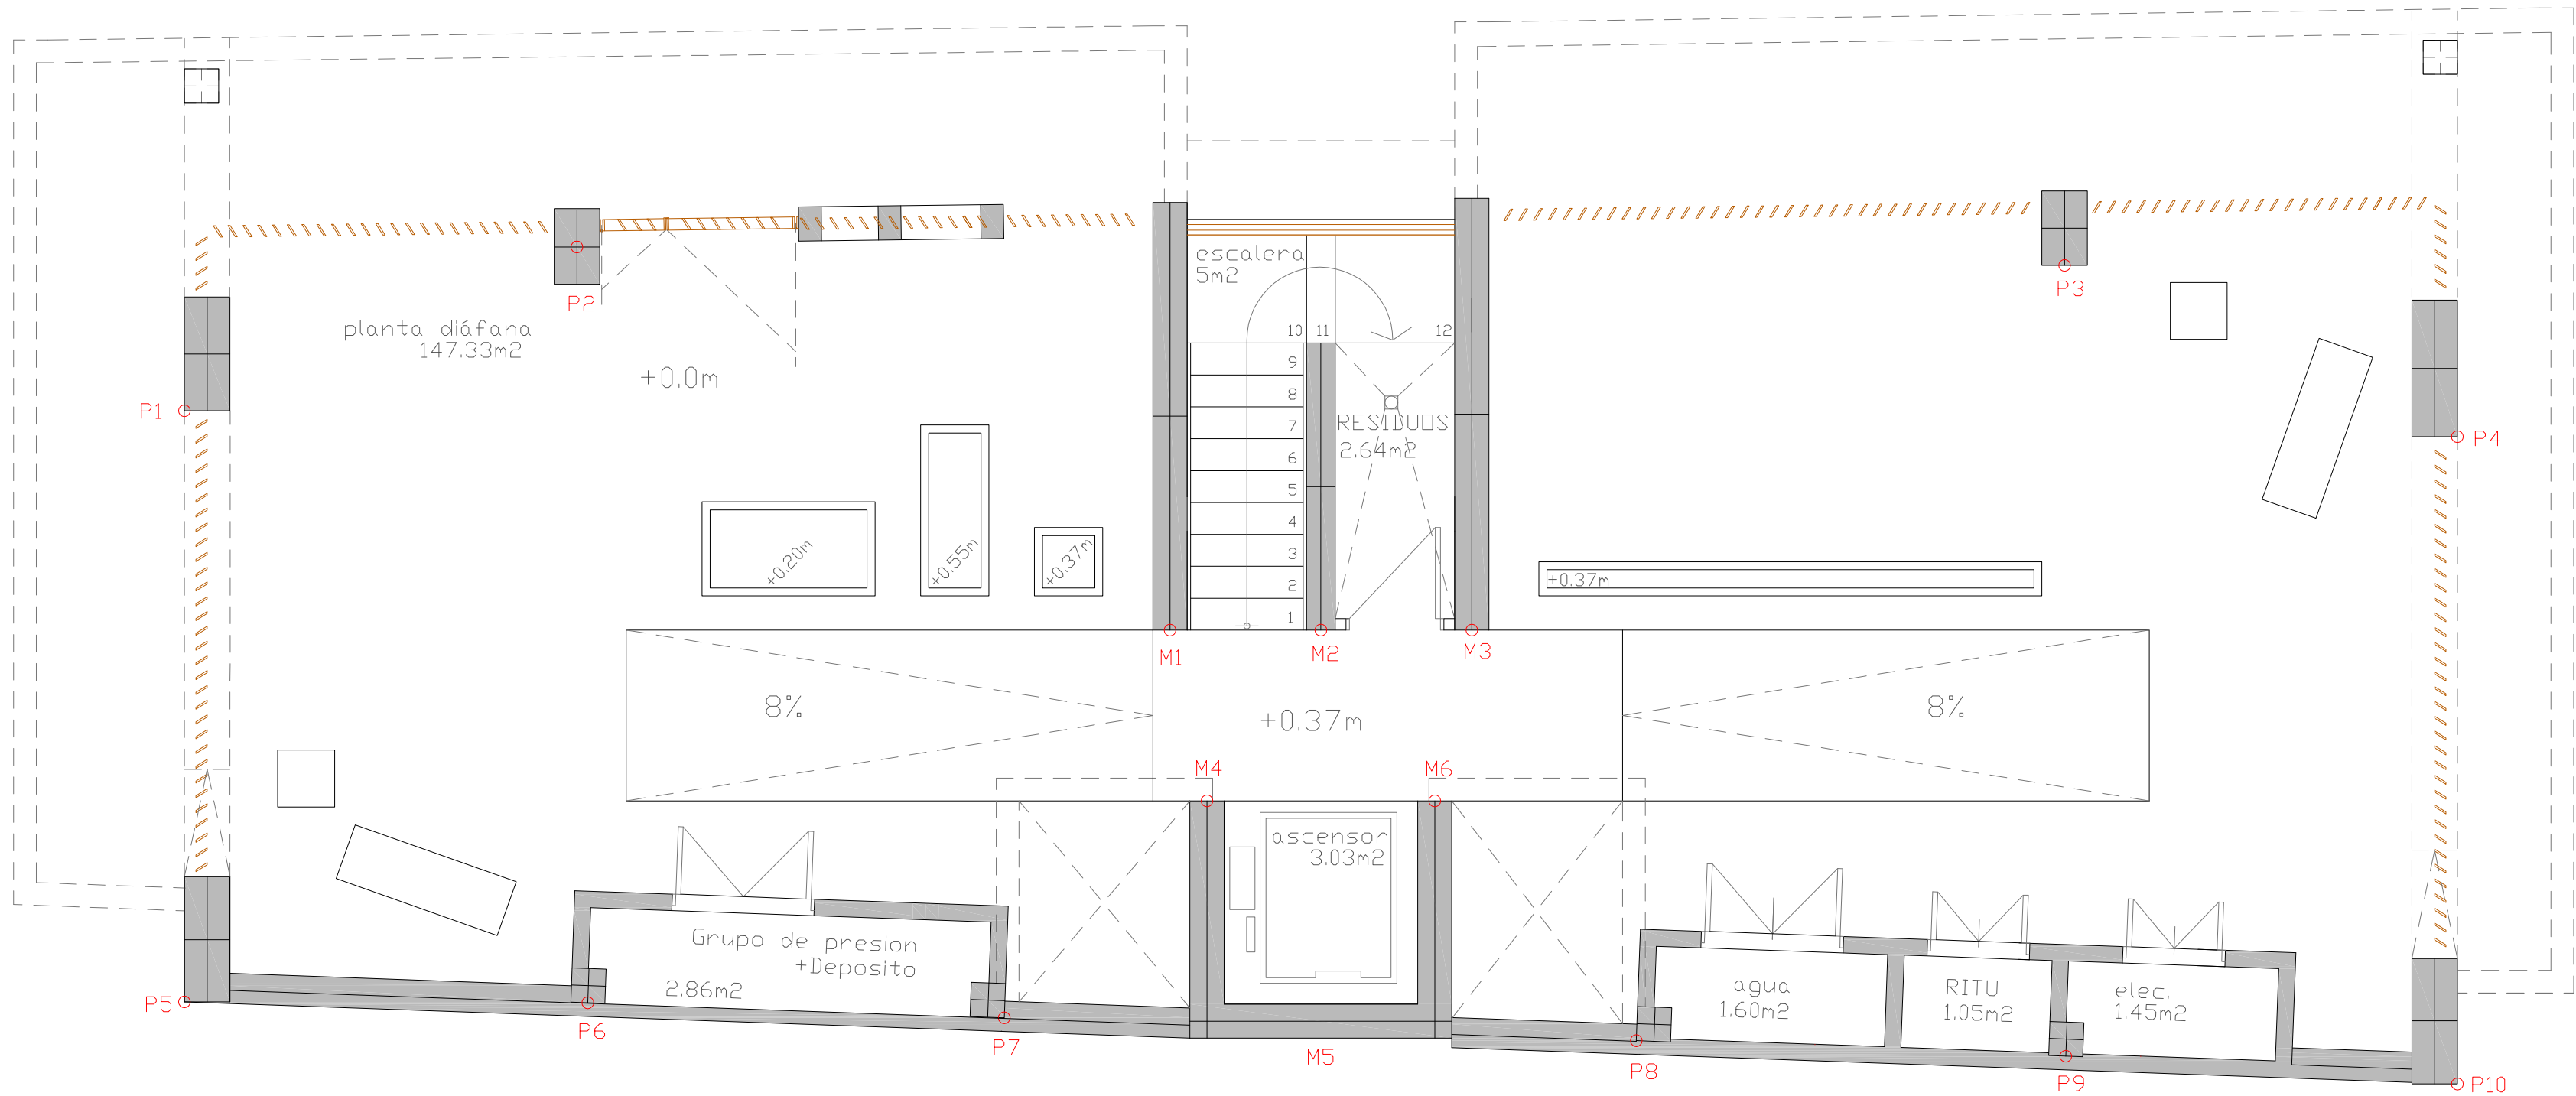 escalera
5m2
P2
P3
planta diáfana
147.33m2
+0.0m
10 11 12
9
8
7
6
5
4
3
2
1
P1
RESIDUOS
2.64m2
P4
+0.20m
+0.55m
+0.37m
+0.37m
M1
M2
M3
8%
+0.37m
8%
M4
M6
ascensor
3.03m2
Grupo de presion
+Deposito
2.86m2
agua
1.60m2
RITU
1.05m2
elec.
1.45m2
P5
P6
P7
M5
P8
P9
P10